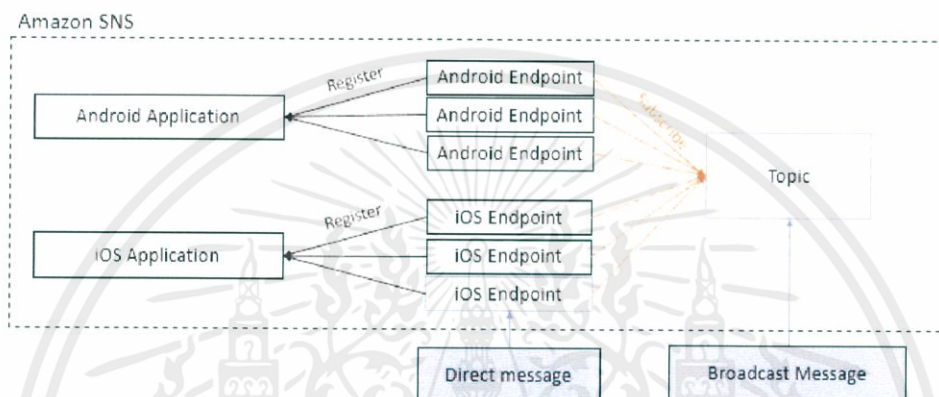 Amazon SNS
Register
Android Endpoint
Android Application
Android Endpoint
Android Endpoint
Subscribe
Topic
Register
iOS Endpoint
iOS Application
iOS Endpoint
iOS Endpoint
Direct message
Broadcast Message